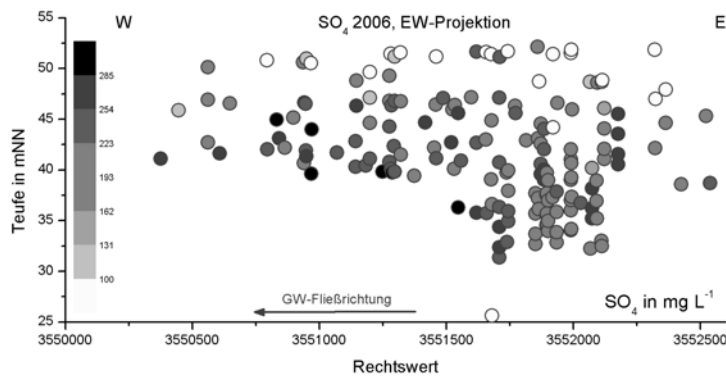 W
SO₄ 2006, EW-Projektion
E
Teufe in mNN
55
50
45
40
35
30
25
285
254
223
193
162
131
100
GW-Fließrichtung
SO₄ in mg L⁻¹
3550000
3550500
3551000
3551500
3552000
3552500
Rechtswert